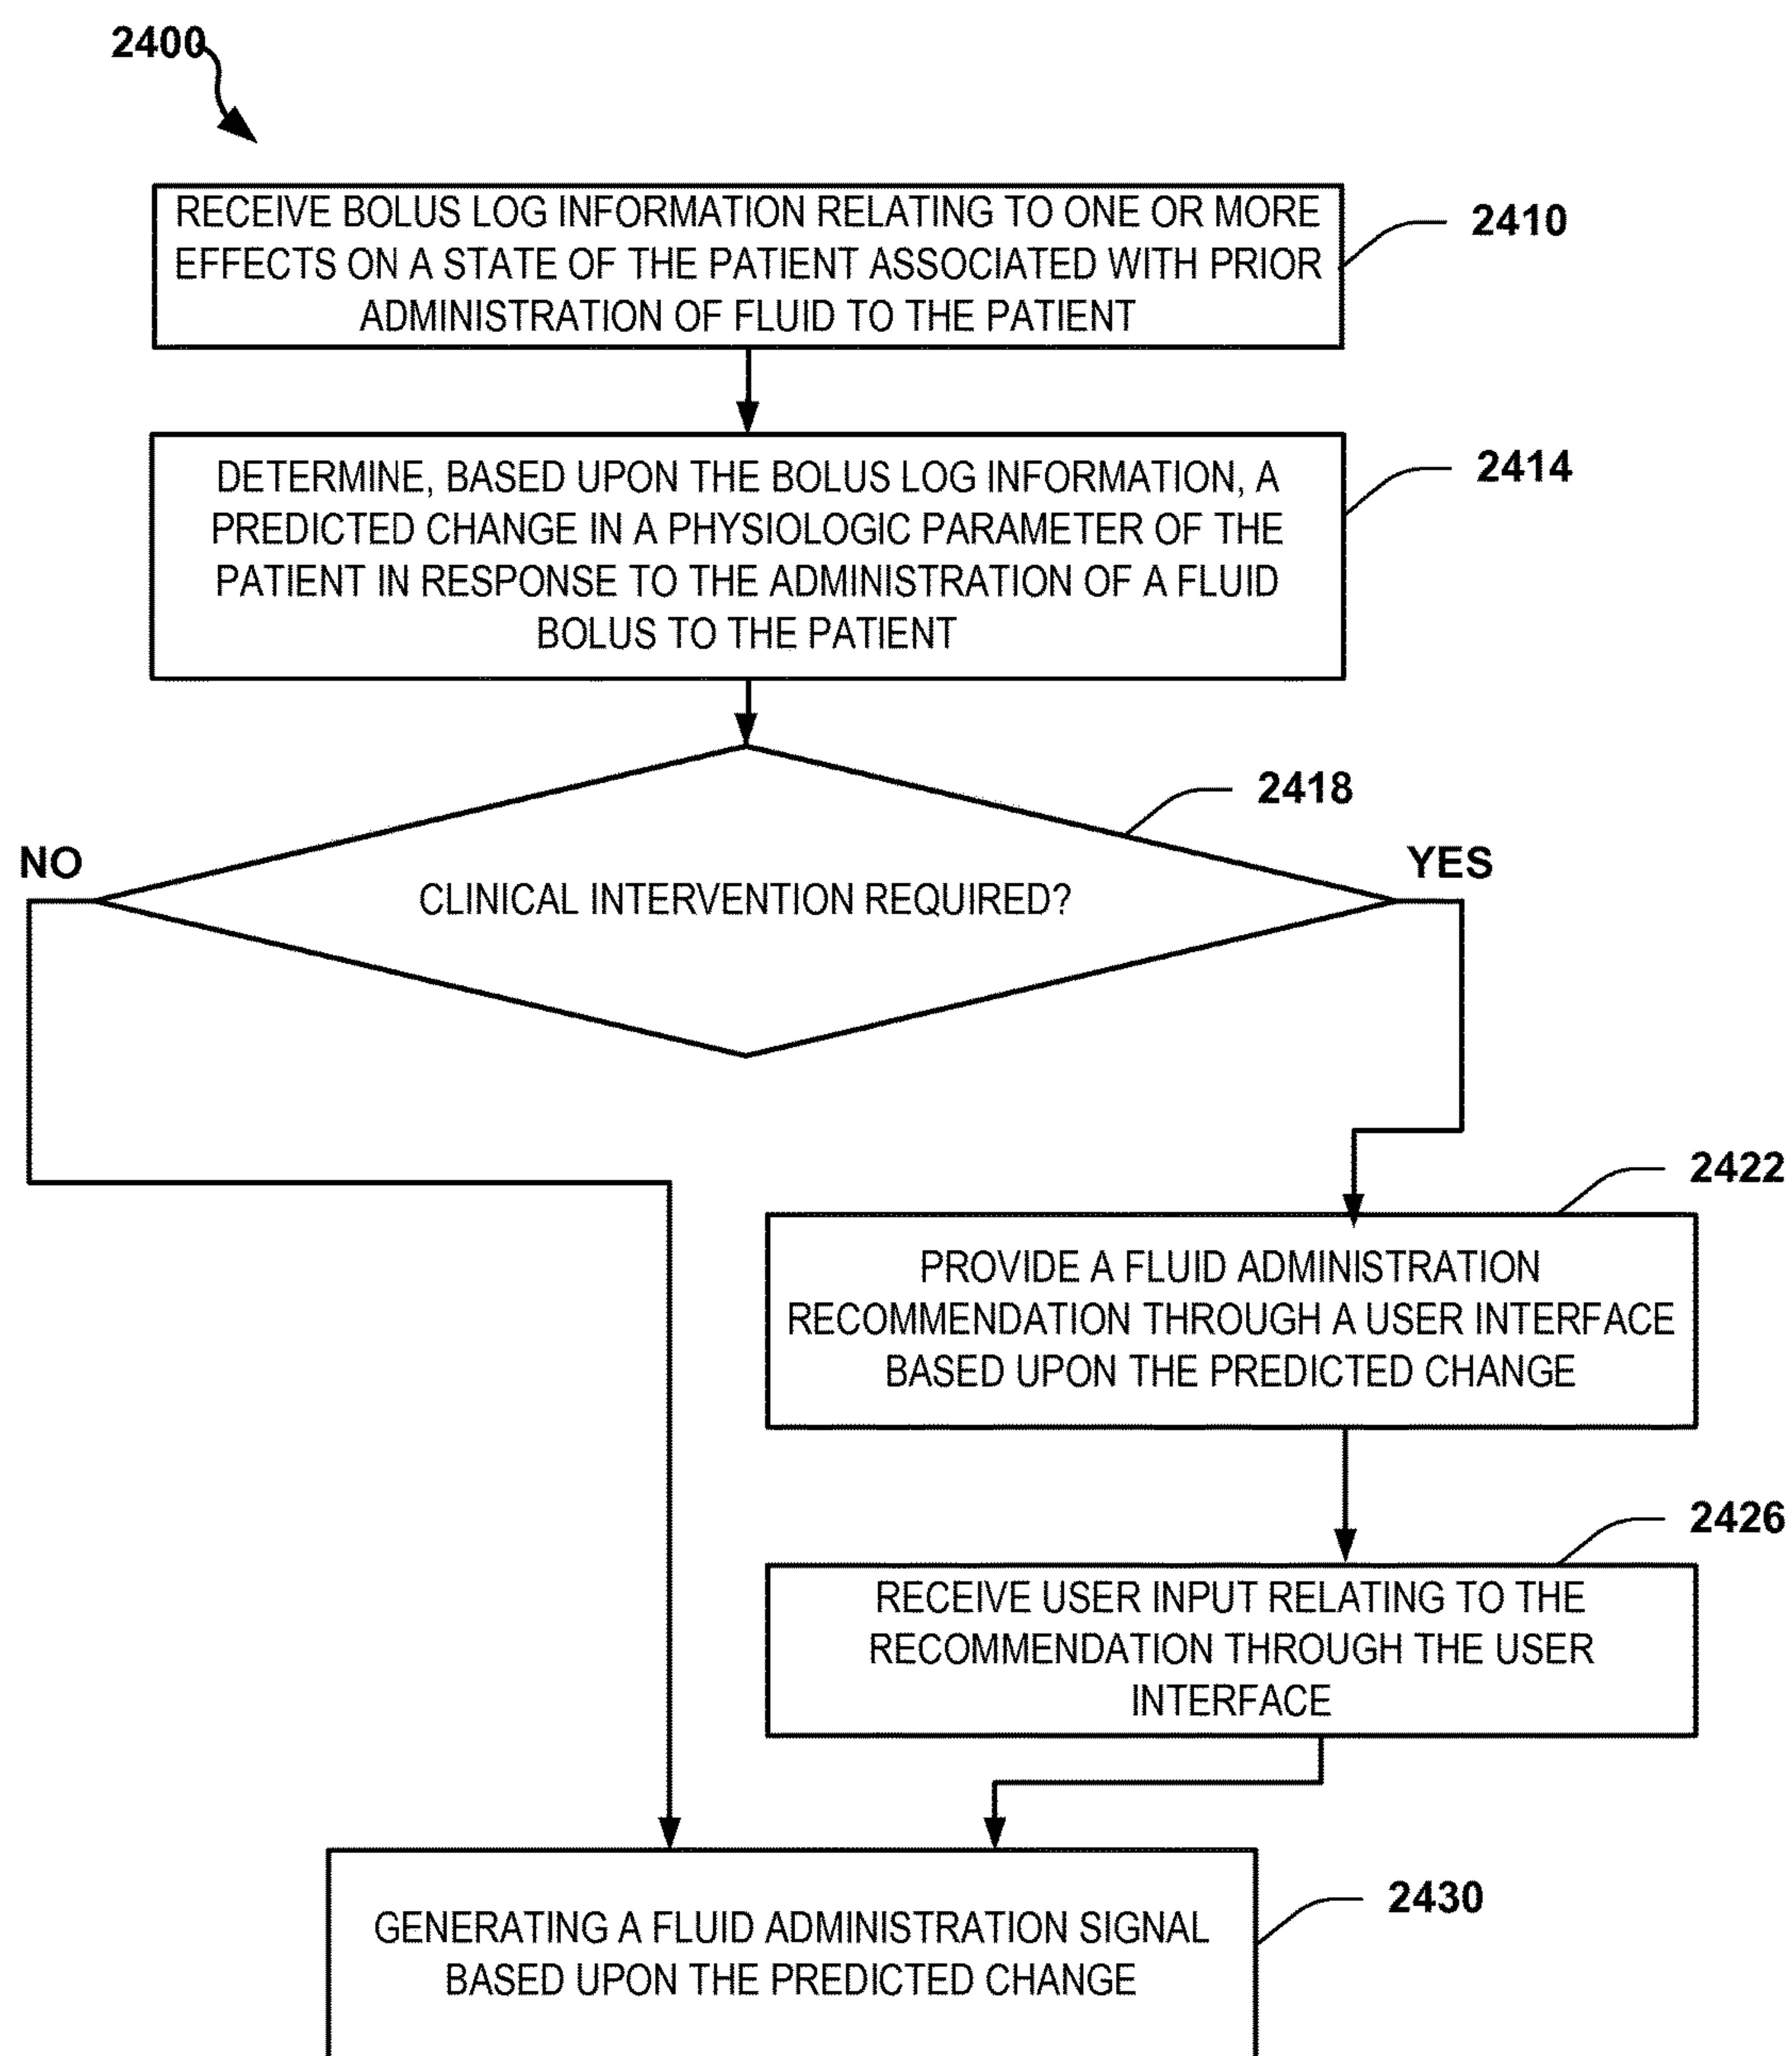 2400
RECEIVE BOLUS LOG INFORMATION RELATING TO ONE OR MORE
EFFECTS ON A STATE OF THE PATIENT ASSOCIATED WITH PRIOR
ADMINISTRATION OF FLUID TO THE PATIENT
2410
DETERMINE, BASED UPON THE BOLUS LOG INFORMATION, A
PREDICTED CHANGE IN A PHYSIOLOGIC PARAMETER OF THE
PATIENT IN RESPONSE TO THE ADMINISTRATION OF A FLUID
BOLUS TO THE PATIENT
2414
2418
NO
YES
CLINICAL INTERVENTION REQUIRED?
2422
PROVIDE A FLUID ADMINISTRATION
RECOMMENDATION THROUGH A USER INTERFACE
BASED UPON THE PREDICTED CHANGE
2426
RECEIVE USER INPUT RELATING TO THE
RECOMMENDATION THROUGH THE USER
INTERFACE
2430
GENERATING A FLUID ADMINISTRATION SIGNAL
BASED UPON THE PREDICTED CHANGE